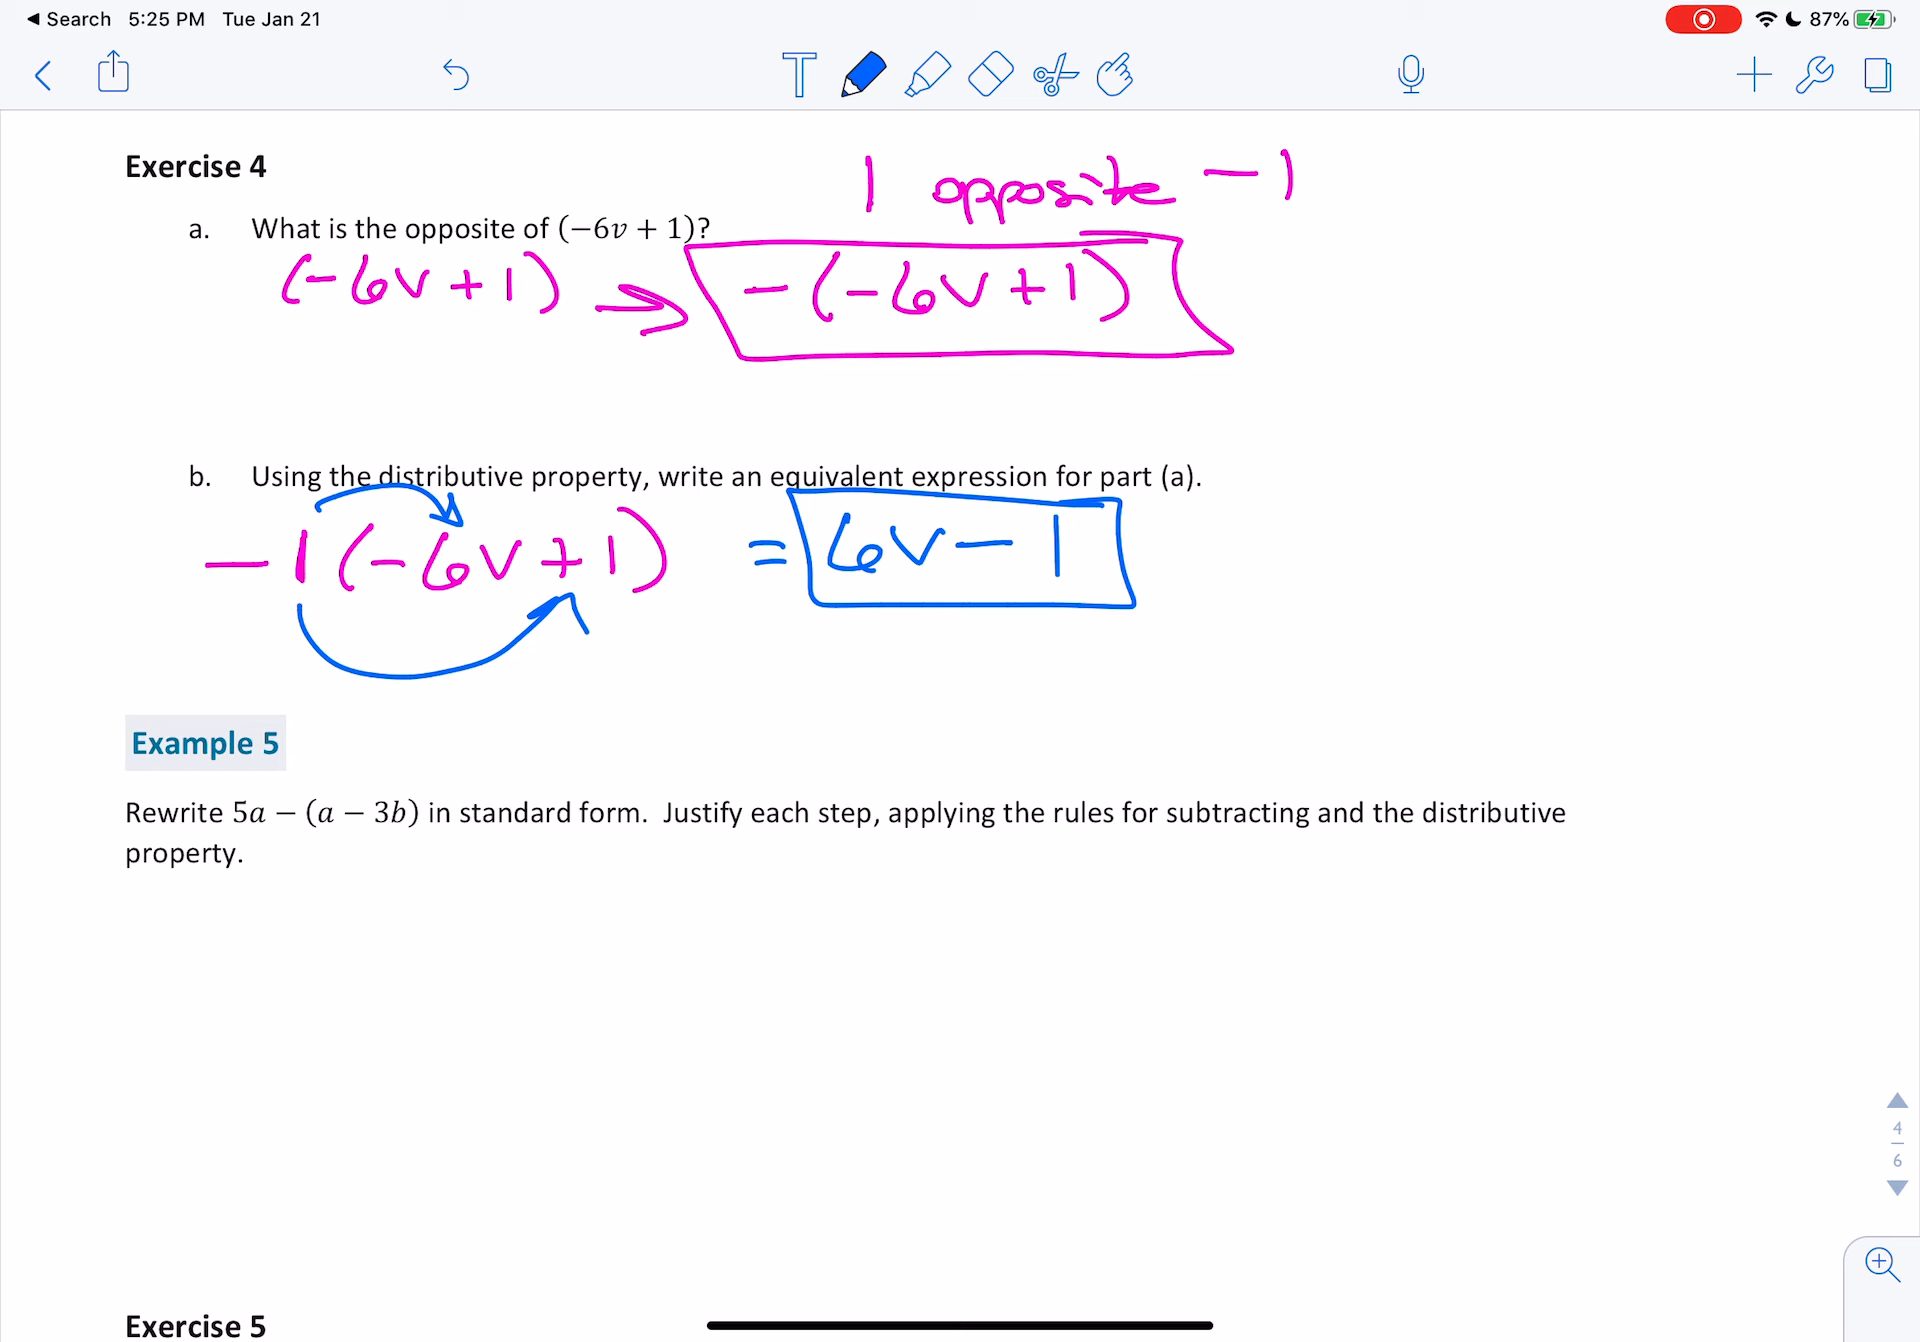 Search 5:25 PM Tue Jan 21 87%
Exercise 4
1 opposite -1
a. What is the opposite of (−6v + 1)?
(-6v+1) → -(-6v+1)
b. Using the distributive property, write an equivalent expression for part (a).
-1(-6v+1) = 6v-1
Example 5
Rewrite 5a − (a − 3b) in standard form. Justify each step, applying the rules for subtracting and the distributive
property.
4
6
Exercise 5